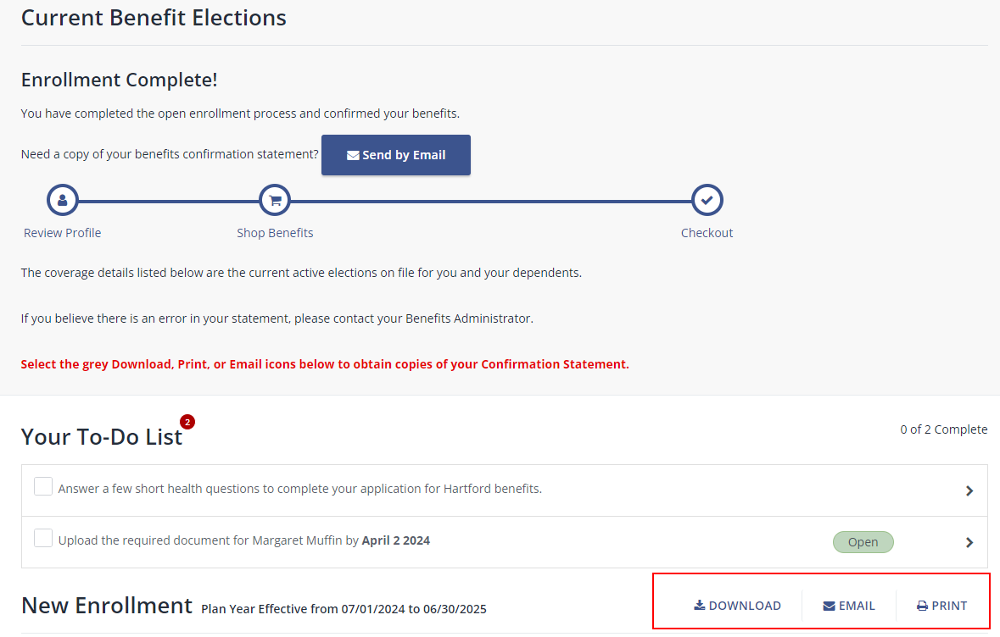 Current Benefit Elections
Enrollment Complete!
You have completed the open enrollment process and confirmed your benefits.
Need a copy of your benefits confirmation statement? Send by Email
Review Profile Shop Benefits Checkout
The coverage details listed below are the current active elections on file for you and your dependents.
If you believe there is an error in your statement, please contact your Benefits Administrator.
Select the grey Download, Print, or Email icons below to obtain copies of your Confirmation Statement.
Your To-Do List 2 0 of 2 Complete
Answer a few short health questions to complete your application for Hartford benefits.
Upload the required document for Margaret Muffin by April 2 2024 Open
New Enrollment Plan Year Effective from 07/01/2024 to 06/30/2025 DOWNLOAD EMAIL PRINT